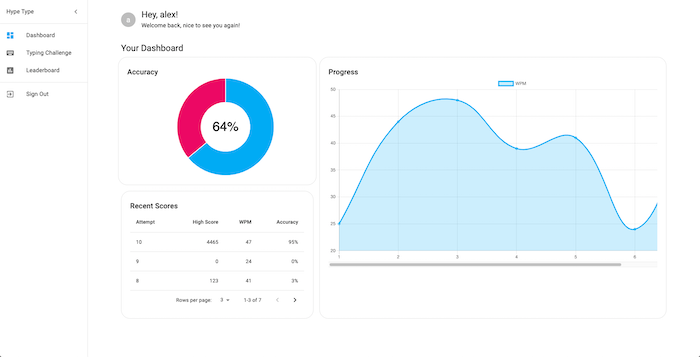 Hype Type
Dashboard
Typing Challenge
Leaderboard
Sign Out
a
Hey, alex!
Welcome back, nice to see you again!
Your Dashboard
Accuracy
64%
Recent Scores
Attempt High Score WPM Accuracy
10 4465 47 95%
9 0 24 0%
8 123 41 3%
Rows per page: 3 1-3 of 7
Progress
WPM
50
45
40
35
30
25
20
1 2 3 4 5 6